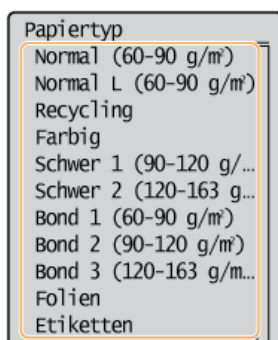 Papiertyp
Normal (60-90 g/m²)
Normal L (60-90 g/m²)
Recycling
Farbig
Schwer 1 (90-120 g/...
Schwer 2 (120-163 g...
Bond 1 (60-90 g/m²)
Bond 2 (90-120 g/m²)
Bond 3 (120-163 g/m...
Folien
Etiketten